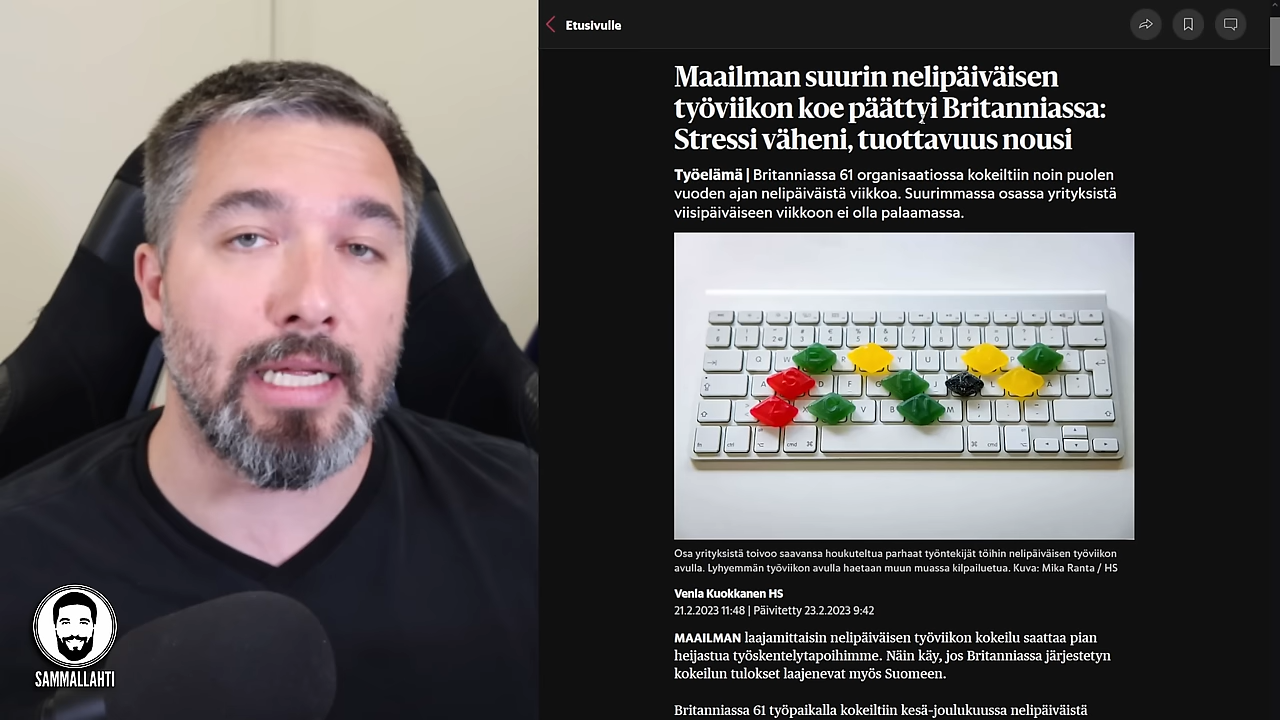 Etusivulle
Maailman suurin nelipäiväisen
työviikon koe päättyi Britanniassa:
Stressi väheni, tuottavuus nousi
Työelämä | Britanniassa 61 organisaatiossa kokeiltiin noin puolen
vuoden ajan nelipäiväistä viikkoa. Suurimmassa osassa yrityksistä
viisipäiväiseen viikkoon ei olla palaamassa.
Osa yrityksistä toivoo saavansa houkuteltua parhaat työntekijät töihin nelipäiväisen työviikon
avulla. Lyhyemmän työviikon avulla haetaan muun muassa kilpailuetua. Kuva: Mika Ranta / HS
Venla Kuokkanen HS
21.2.2023 11:48 | Päivitetty 23.2.2023 9:42
MAAILMAN laajamittaisin nelipäiväisen työviikon kokeilu saattaa pian
heijastua työskentelytapoihimme. Näin käy, jos Britanniassa järjestetyn
kokeilun tulokset laajenevat myös Suomeen.
Britanniassa 61 työpaikalla kokeiltiin kesä-joulukuussa nelipäiväistä
SAMMALLAHTI